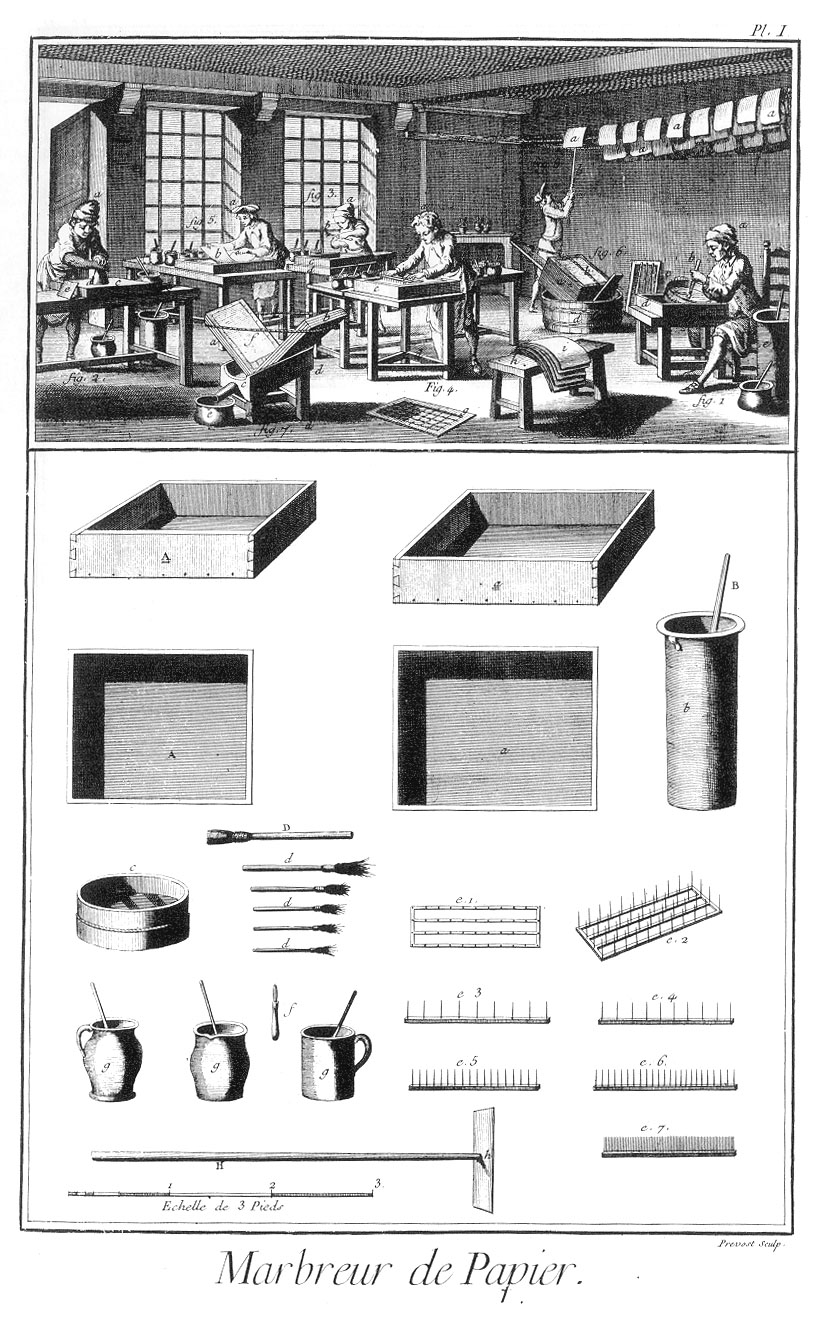 Pl. I
a a a a
a a a a
fig. 5. fig 3. b fig. 6.
fig. 2. Fig. 4. fig. 1
fig. 7
h i g
A a
B
b
A a
D
d
c
e. 1.
d e. 2
e 3 e. 4
f
g g g
e. 5 e. 6.
e. 7.
h
H
1 2 3.
Echelle de 3 Pieds
Prevost Sculp.
Marbreur de Papier.